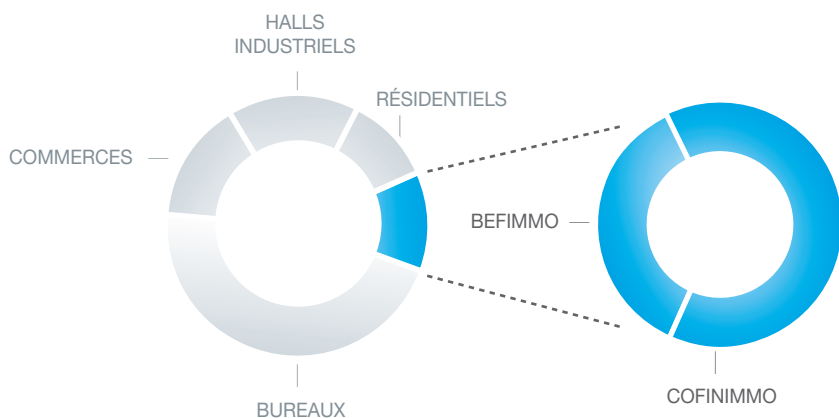 HALLS
INDUSTRIELS
RÉSIDENTIELS
COMMERCES
BEFIMMO
COFINIMMO
BUREAUX